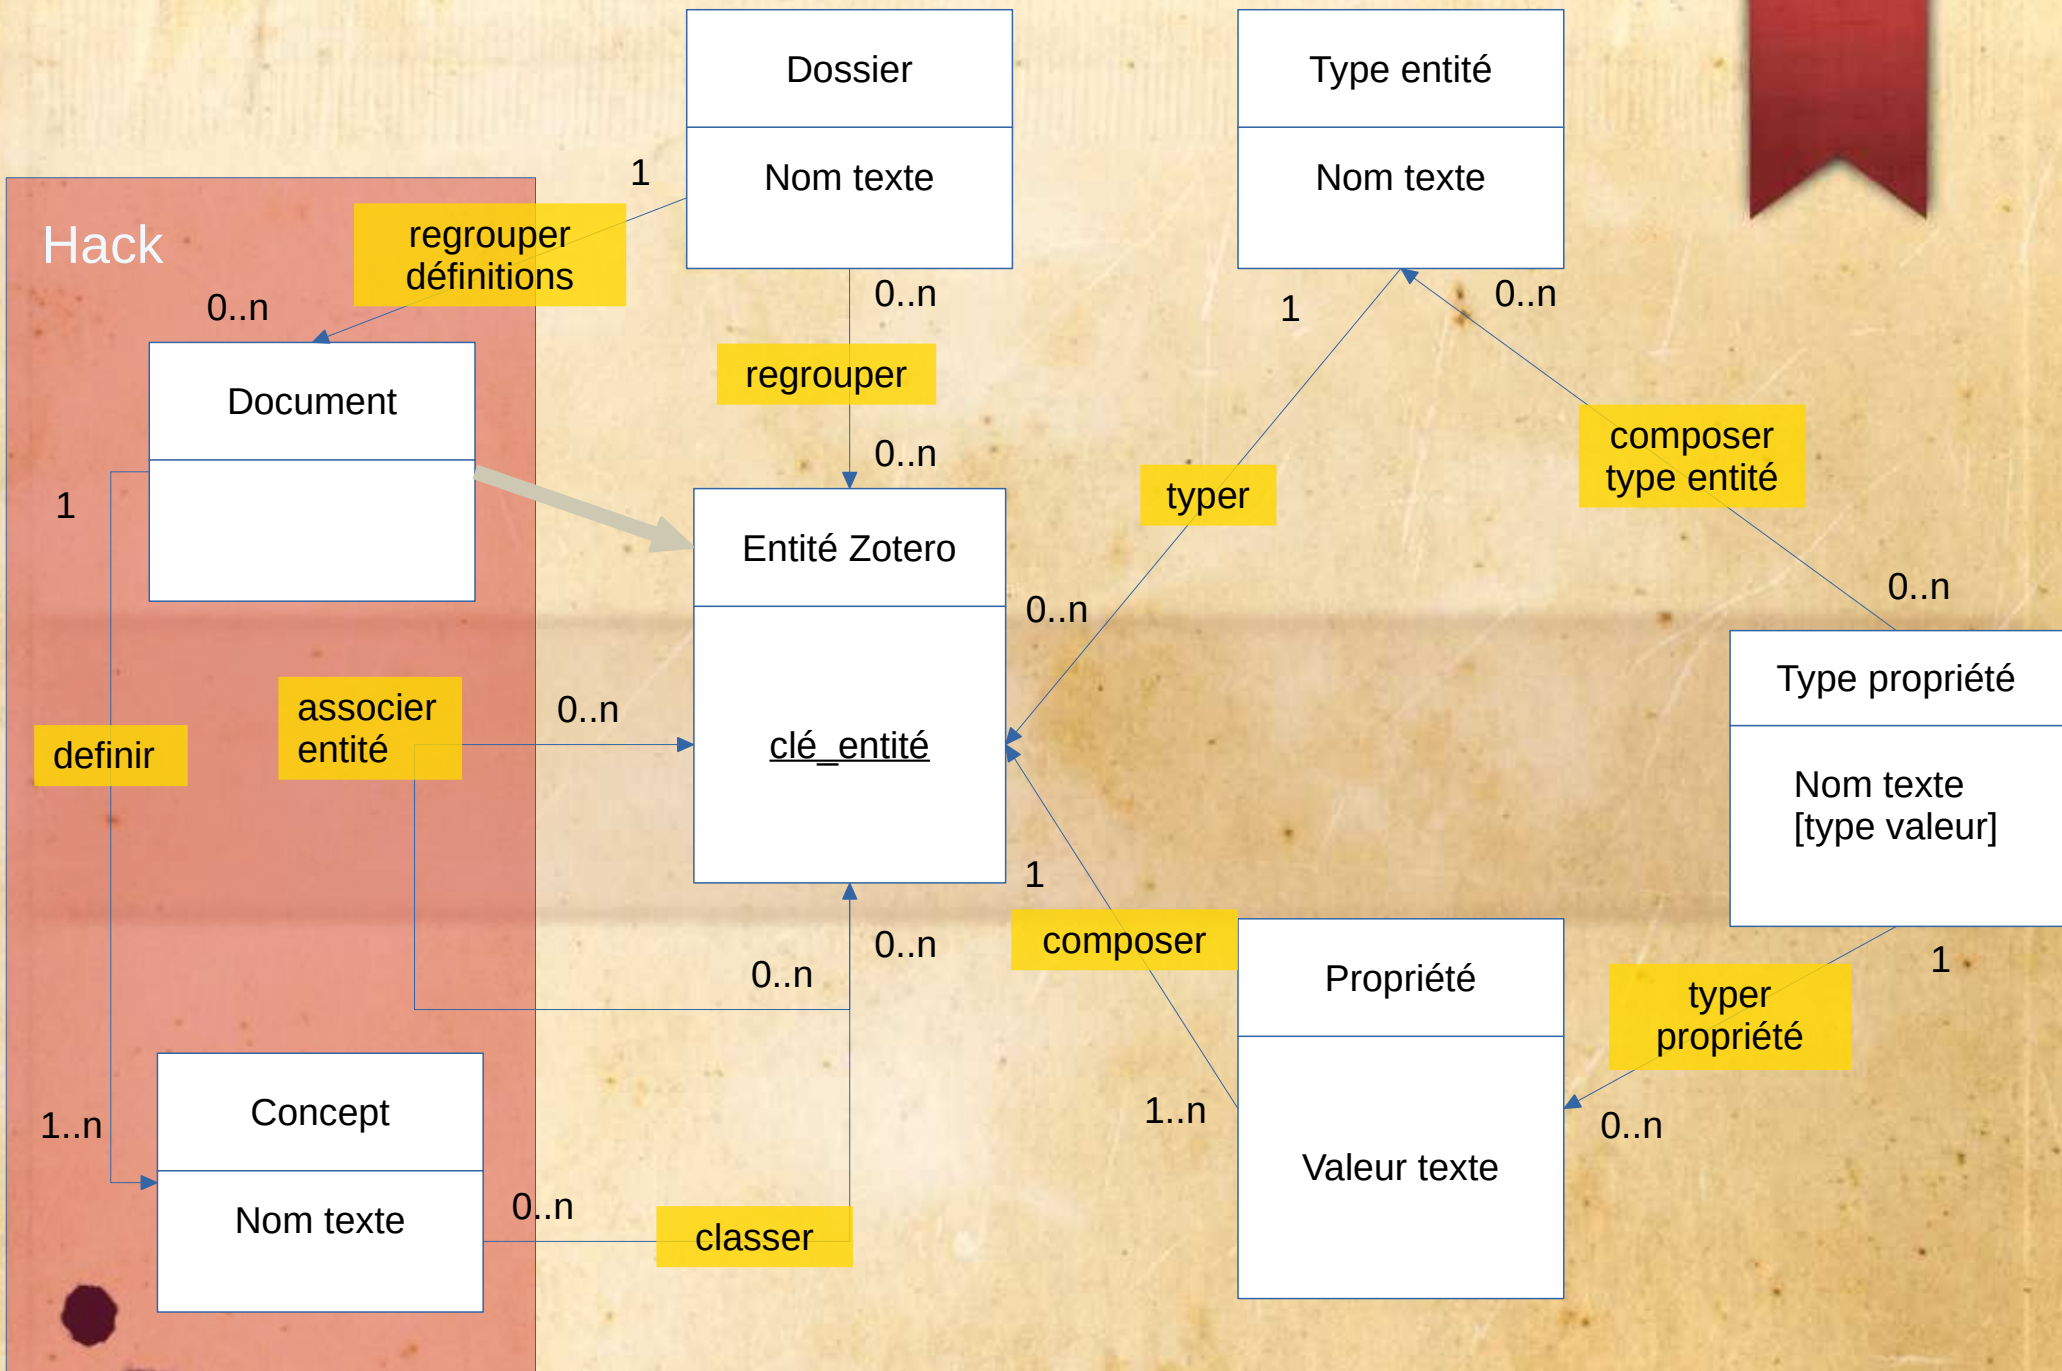 Dossier
Type entité
Nom texte
Nom texte
1
Hack
regrouper
définitions
0..n
0..n
1
0..n
regrouper
Document
0..n
composer
type entité
typer
1
Entité Zotero
0..n
0..n
Type propriété
associer
entité
0..n
definir
clé_entité
Nom texte
[type valeur]
1
0..n
composer
1
0..n
Propriété
typer
propriété
Concept
1..n
1..n
0..n
Valeur texte
Nom texte
0..n
classer